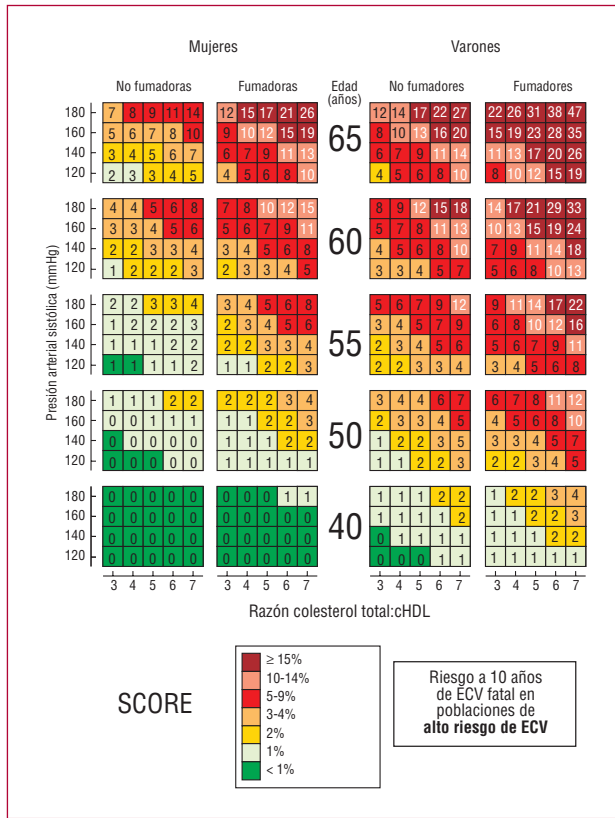 Mujeres Varones
No fumadoras Fumadoras Edad (años) No fumadores Fumadores
Presión arterial sistólica (mmHg)
180 7 8 9 11 14 12 15 17 21 26 12 14 17 22 27 22 26 31 38 47
160 5 6 7 8 10 9 10 12 15 19 8 10 13 16 20 15 19 23 28 35
65
140 3 4 5 6 7 6 7 9 11 13 6 7 9 11 14 11 13 17 20 26
120 2 3 3 4 5 4 5 6 8 10 4 5 6 8 10 8 10 12 15 19
180 4 4 5 6 8 7 8 10 12 15 8 9 12 15 18 14 17 21 29 33
160 3 3 4 5 6 5 6 7 9 11 5 7 8 11 13 10 13 15 19 24
60
140 2 2 3 3 4 3 4 5 6 8 4 5 6 8 10 7 9 11 14 18
120 1 2 2 2 3 2 3 3 4 5 3 3 4 5 7 5 6 8 10 13
180 2 2 3 3 4 3 4 5 6 8 5 6 7 9 12 9 11 14 17 22
160 1 2 2 2 3 2 3 4 5 6 3 4 5 7 9 6 8 10 12 16
55
140 1 1 1 2 2 2 2 3 3 4 2 3 4 5 6 5 6 7 9 11
120 1 1 1 1 2 1 1 2 2 3 2 2 3 3 4 3 4 5 6 8
180 1 1 1 2 2 2 2 2 3 4 3 4 4 6 7 6 7 8 11 12
160 0 0 1 1 1 1 1 2 2 3 2 3 3 4 5 4 5 6 8 10
50
140 0 0 0 1 1 1 1 1 2 2 1 2 2 3 5 3 3 4 5 7
120 0 0 0 0 0 1 1 1 1 1 1 1 2 2 3 2 2 3 4 5
180 0 0 0 0 0 0 0 0 1 1 1 1 1 2 2 1 2 2 3 4
160 0 0 0 0 0 0 0 0 0 0 1 1 1 1 2 1 1 2 2 3
40
140 0 0 0 0 0 0 0 0 0 0 0 1 1 1 1 1 1 1 2 2
120 0 0 0 0 0 0 0 0 0 0 0 0 0 1 1 1 1 1 1 1
3 4 5 6 7 3 4 5 6 7 3 4 5 6 7 3 4 5 6 7
Razón colesterol total:cHDL
SCORE
≥ 15%
10-14%
5-9%
3-4%
2%
1%
< 1%
Riesgo a 10 años
de ECV fatal en
poblaciones de
alto riesgo de ECV